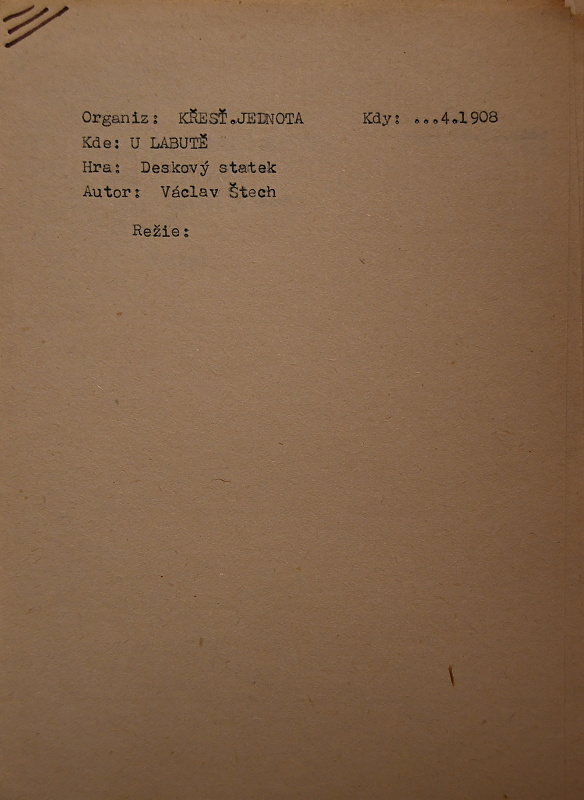 Organiz: KŘESŤ.JEDNOTA Kdy: ...4.1908
Kde: U LABUTĚ
Hra: Deskový statek
Autor: Václav Štech
Režie: